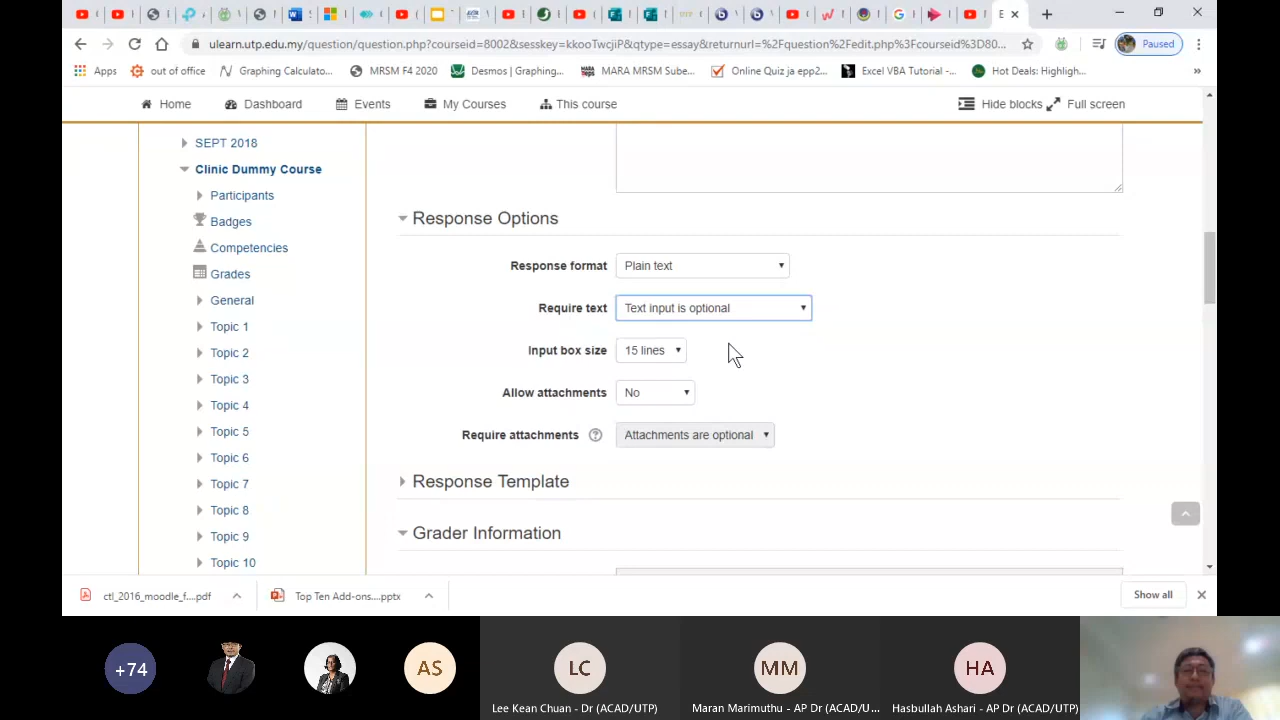 ulearn.utp.edu.my/question/question.php?courseid=8002&sesskey=kkooTwcjiP&qtype=essay&returnurl=%2Fquestion%2Fedit.php%3Fcourseid%3D80...
Paused
Apps
out of office
Graphing Calculato...
MRSM F4 2020
Desmos | Graphing...
MARA MRSM Sube...
Online Quiz ja epp2...
Excel VBA Tutorial -...
Hot Deals: Highligh...
»
Home
Dashboard
Events
My Courses
This course
Hide blocks
Full screen
SEPT 2018
Clinic Dummy Course
Participants
Badges
Competencies
Grades
General
Topic 1
Topic 2
Topic 3
Topic 4
Topic 5
Topic 6
Topic 7
Topic 8
Topic 9
Topic 10
Response Options
Response format Plain text
Require text Text input is optional
Input box size 15 lines
Allow attachments No
Require attachments ? Attachments are optional
Response Template
Grader Information
ctl_2016_moodle_f....pdf
Top Ten Add-ons....pptx
Show all
+74
AS
LC
MM
HA
Lee Kean Chuan - Dr (ACAD/UTP)
Maran Marimuthu - AP Dr (ACAD/U...
Hasbullah Ashari - AP Dr (ACAD/UTP)